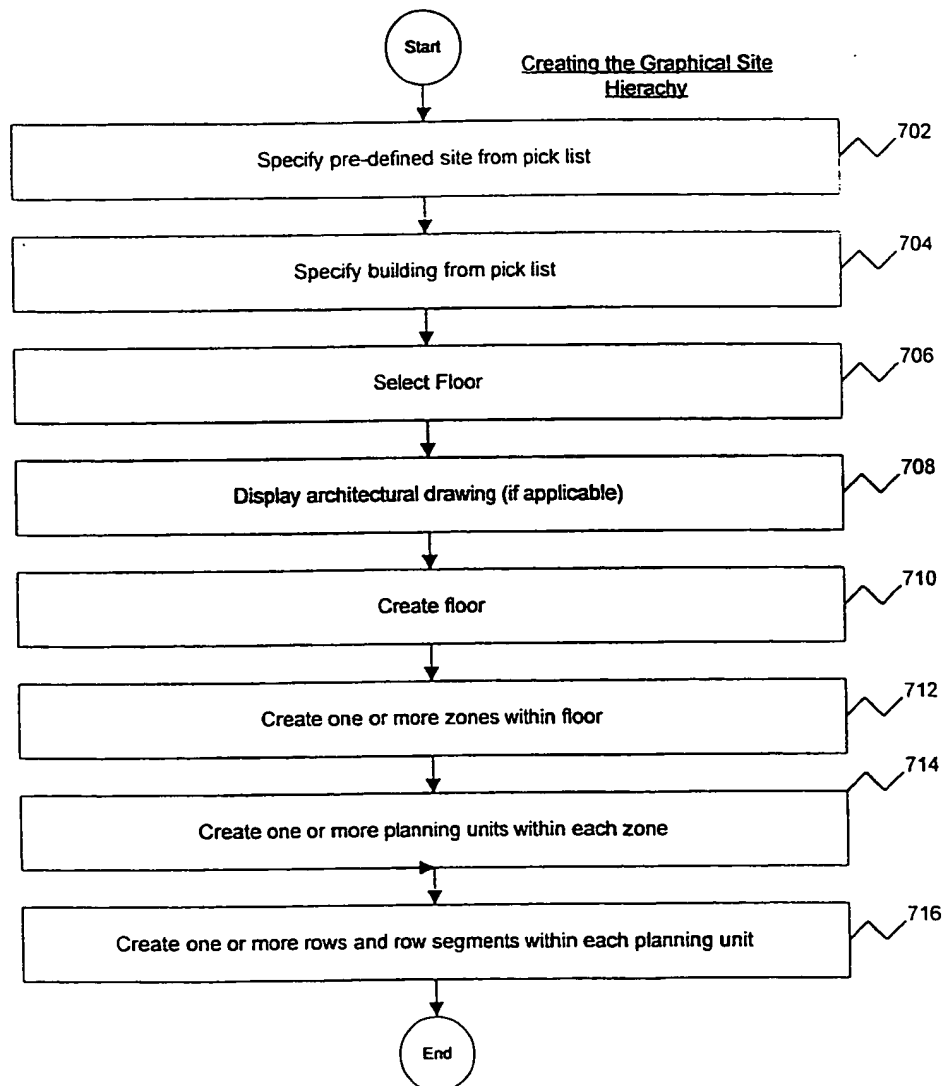 Start
Creating the Graphical Site
Hierachy
702
Specify pre-defined site from pick list
704
Specify building from pick list
706
Select Floor
708
Display architectural drawing (if applicable)
710
Create floor
712
Create one or more zones within floor
714
Create one or more planning units within each zone
716
Create one or more rows and row segments within each planning unit
End